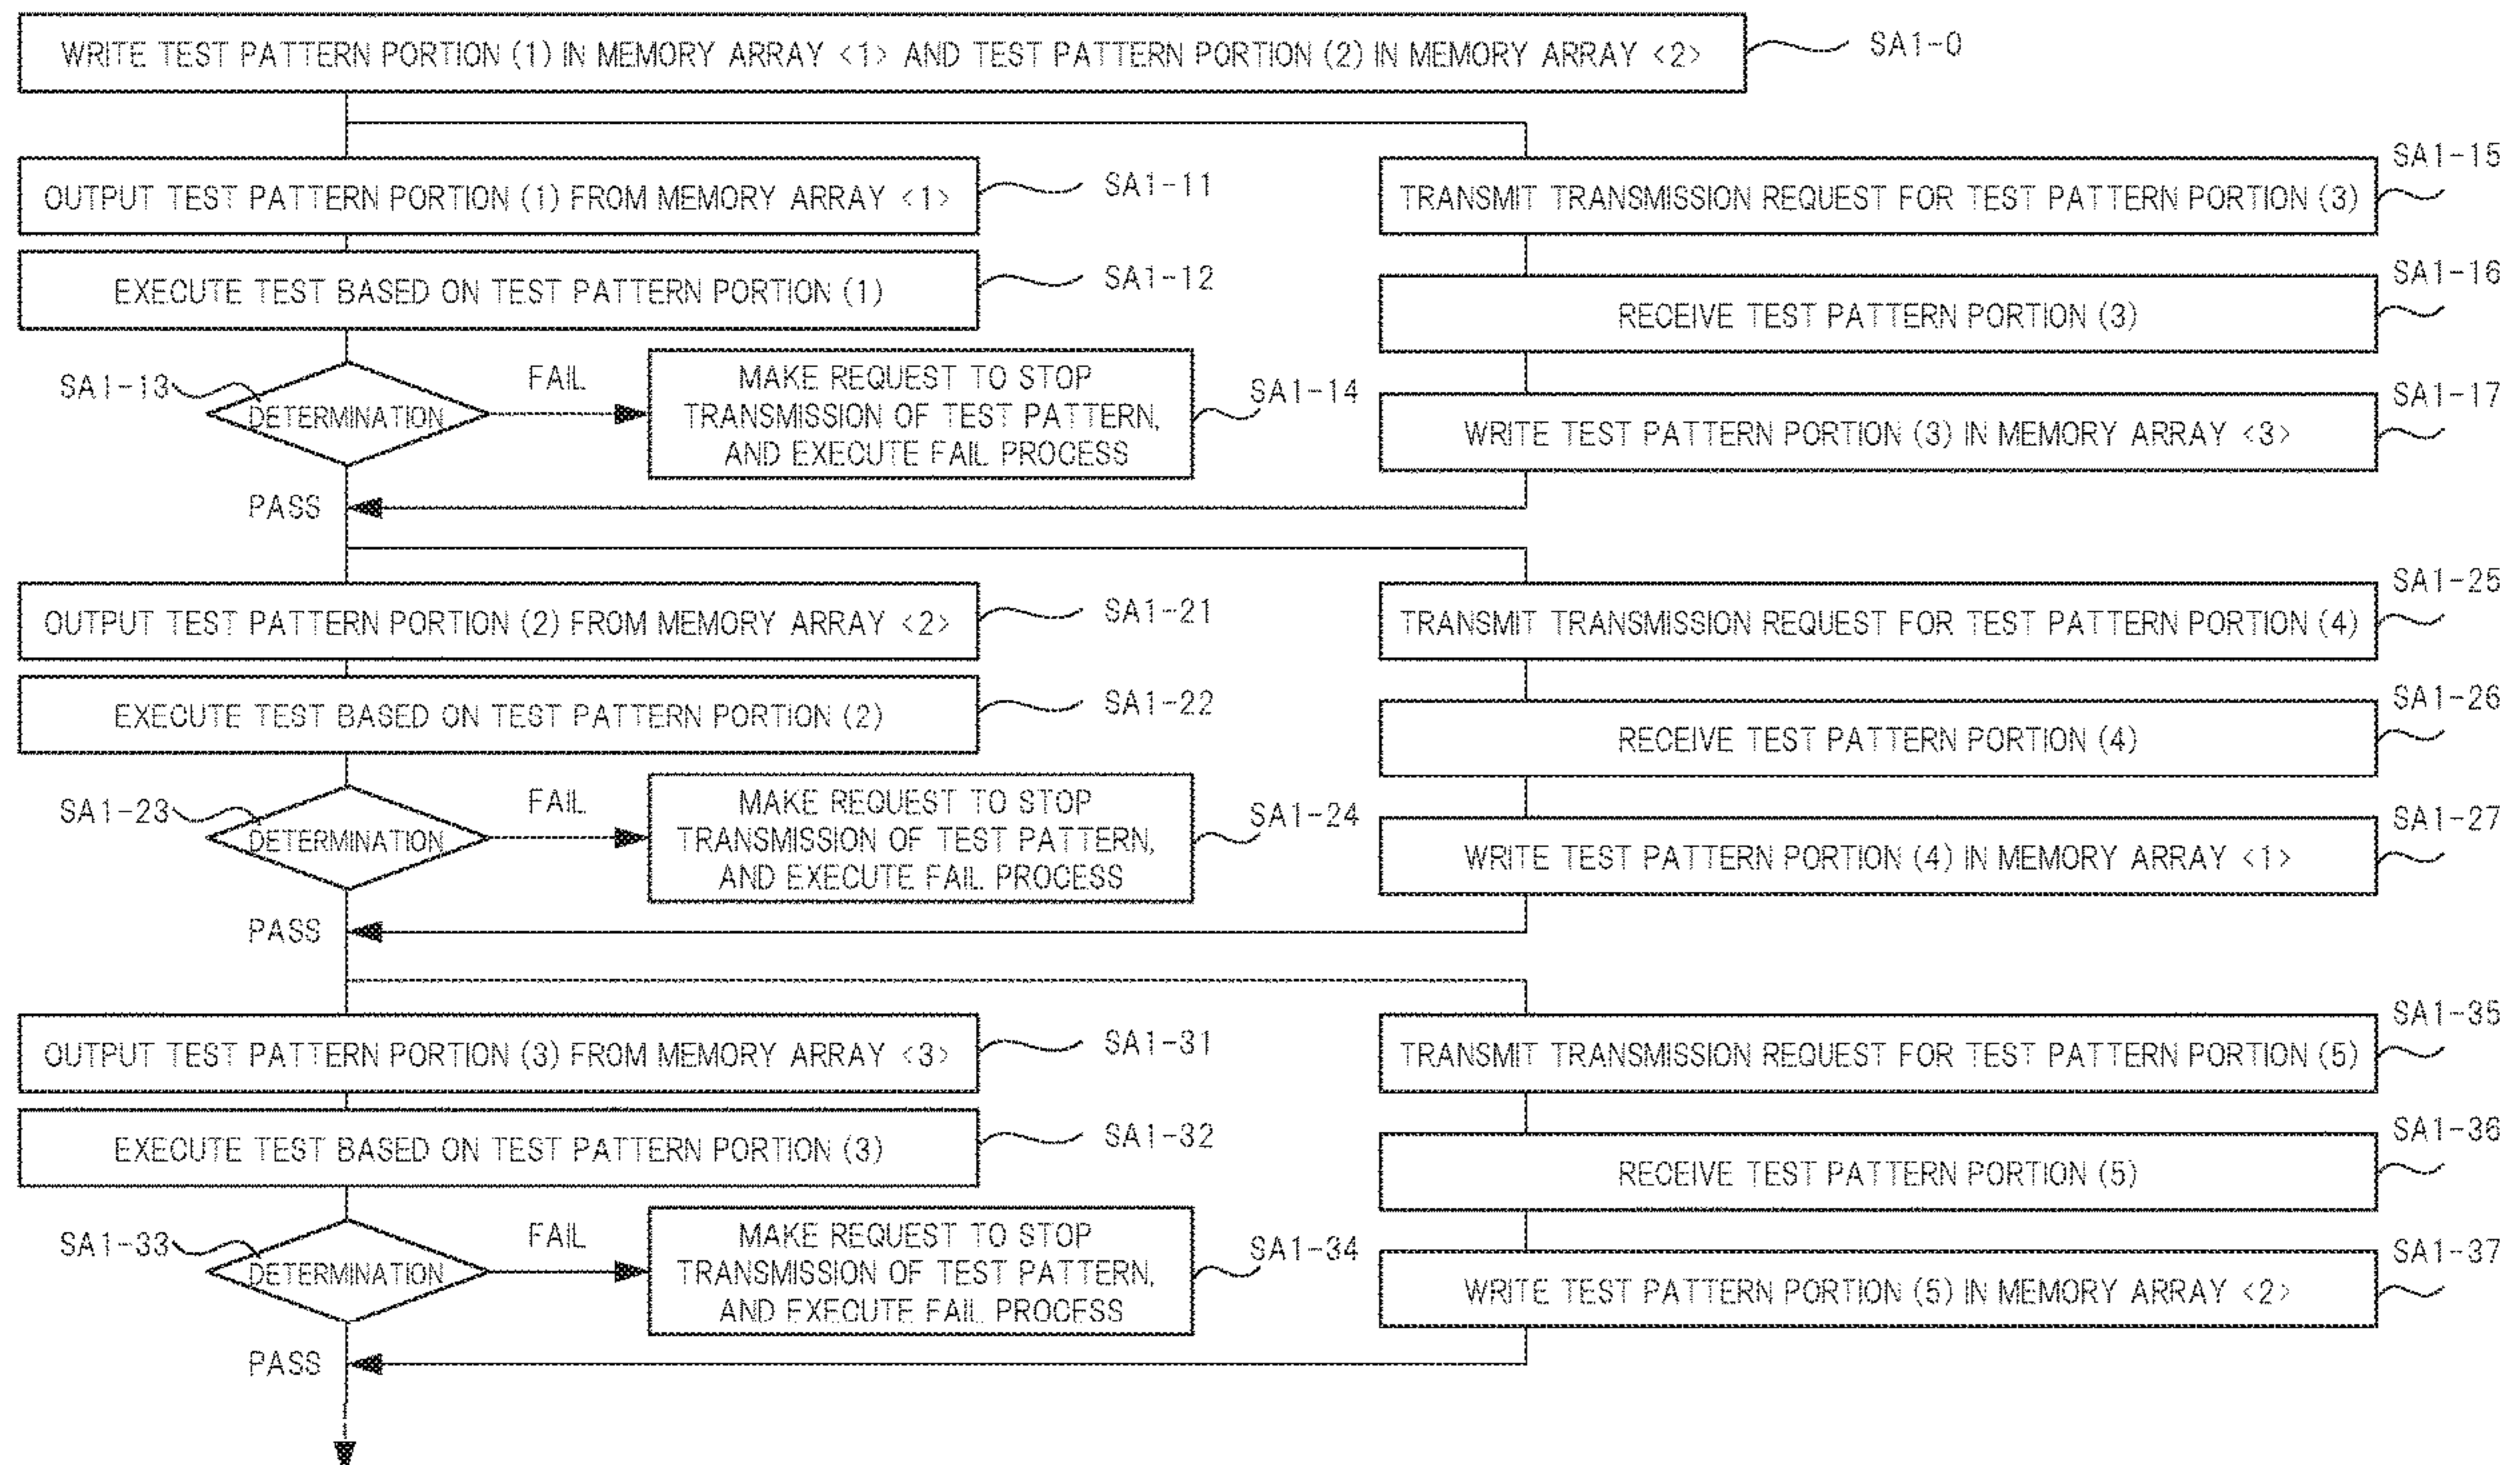 WRITE TEST PATTERN PORTION (1) IN MEMORY ARRAY <1> AND TEST PATTERN PORTION (2) IN MEMORY ARRAY <2>
SA1-0
OUTPUT TEST PATTERN PORTION (1) FROM MEMORY ARRAY <1>
SA1-11
EXECUTE TEST BASED ON TEST PATTERN PORTION (1)
SA1-12
SA1-13
DETERMINATION
FAIL
MAKE REQUEST TO STOP
TRANSMISSION OF TEST PATTERN,
AND EXECUTE FAIL PROCESS
SA1-14
PASS
TRANSMIT TRANSMISSION REQUEST FOR TEST PATTERN PORTION (3)
SA1-15
RECEIVE TEST PATTERN PORTION (3)
SA1-16
WRITE TEST PATTERN PORTION (3) IN MEMORY ARRAY <3>
SA1-17
OUTPUT TEST PATTERN PORTION (2) FROM MEMORY ARRAY <2>
SA1-21
EXECUTE TEST BASED ON TEST PATTERN PORTION (2)
SA1-22
SA1-23
DETERMINATION
FAIL
MAKE REQUEST TO STOP
TRANSMISSION OF TEST PATTERN,
AND EXECUTE FAIL PROCESS
SA1-24
PASS
TRANSMIT TRANSMISSION REQUEST FOR TEST PATTERN PORTION (4)
SA1-25
RECEIVE TEST PATTERN PORTION (4)
SA1-26
WRITE TEST PATTERN PORTION (4) IN MEMORY ARRAY <1>
SA1-27
OUTPUT TEST PATTERN PORTION (3) FROM MEMORY ARRAY <3>
SA1-31
EXECUTE TEST BASED ON TEST PATTERN PORTION (3)
SA1-32
SA1-33
DETERMINATION
FAIL
MAKE REQUEST TO STOP
TRANSMISSION OF TEST PATTERN,
AND EXECUTE FAIL PROCESS
SA1-34
PASS
TRANSMIT TRANSMISSION REQUEST FOR TEST PATTERN PORTION (5)
SA1-35
RECEIVE TEST PATTERN PORTION (5)
SA1-36
WRITE TEST PATTERN PORTION (5) IN MEMORY ARRAY <2>
SA1-37